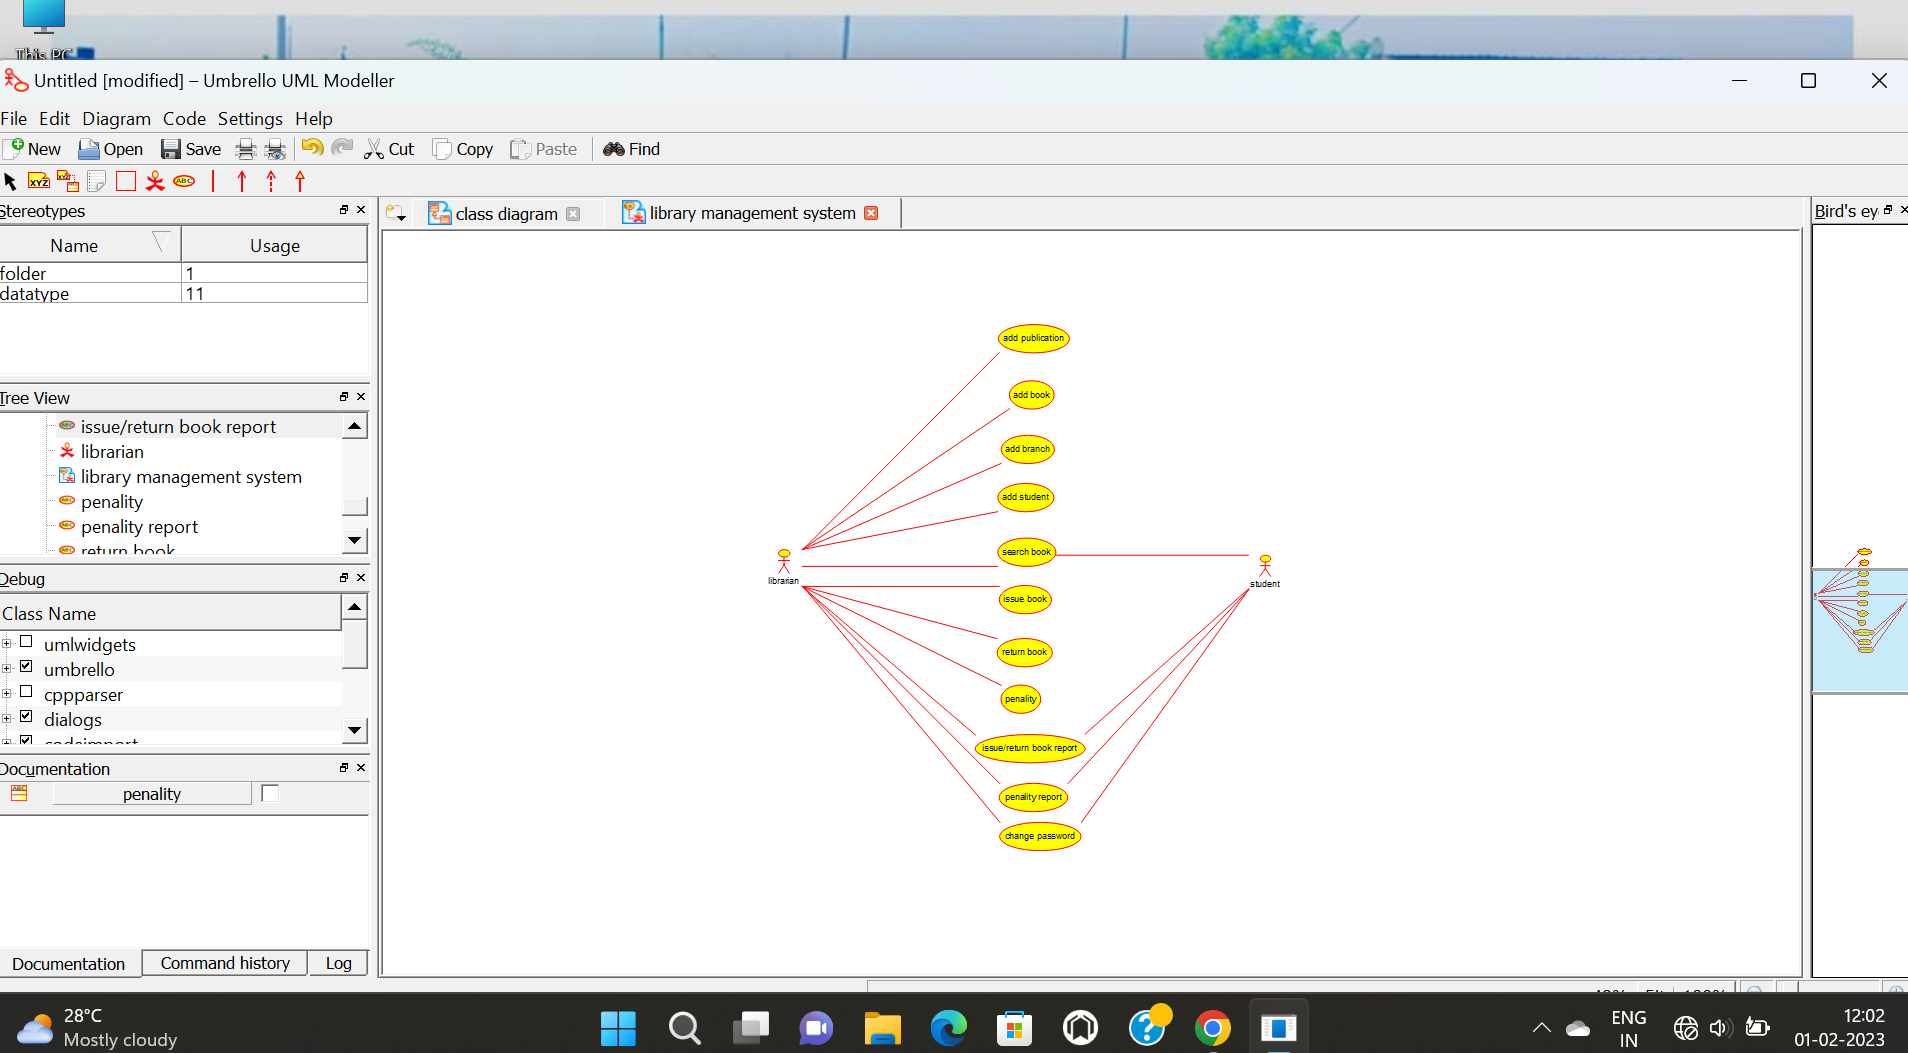 This PC
Untitled [modified] – Umbrello UML Modeller
File Edit Diagram Code Settings Help
New Open Save Cut Copy Paste Find
XYZ XYZ ABC
Stereotypes
class diagram
library management system
Bird's ey
Name Usage
folder 1
datatype 11
Tree View
issue/return book report
librarian
library management system
penality
penality report
return book
Debug
Class Name
umlwidgets
umbrello
cppparser
dialogs
codeimport
Documentation
penality
Documentation Command history Log
add publication
add book
add branch
add student
search book
issue book
return book
penality
issue/return book report
penality report
change password
librarian
student
28°C
Mostly cloudy
ENG
IN
12:02
01-02-2023